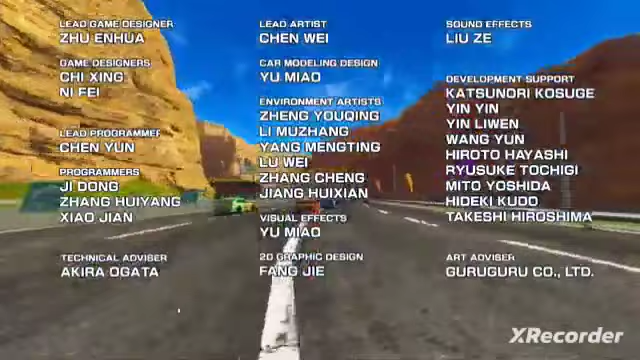 LEAD GAME DESIGNER
ZHU ENHUA
GAME DESIGNERS
CHI XING
NI FEI
LEAD PROGRAMMER
CHEN YUN
PROGRAMMERS
JI DONG
ZHANG HUIYANG
XIAO JIAN
TECHNICAL ADVISER
AKIRA OGATA
LEAD ARTIST
CHEN WEI
CAR MODELING DESIGN
YU MIAO
ENVIRONMENT ARTISTS
ZHENG YOUQING
LI MUZHANG
YANG MENGTING
LU WEI
ZHANG CHENG
JIANG HUIXIAN
VISUAL EFFECTS
YU MIAO
2D GRAPHIC DESIGN
FANG JIE
SOUND EFFECTS
LIU ZE
DEVELOPMENT SUPPORT
KATSUNORI KOSUGE
YIN YIN
YIN LIWEN
WANG YUN
HIROTO HAYASHI
RYUSUKE TOCHIGI
MITO YOSHIDA
HIDEKI KUDO
TAKESHI HIROSHIMA
ART ADVISER
GURUGURU CO., LTD.
XRecorder